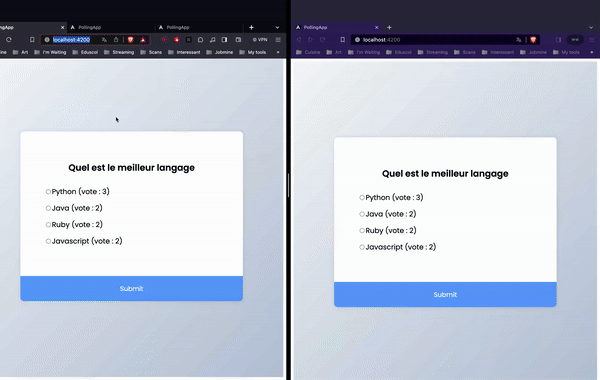 ngApp
PollingApp
PollingApp
localhost:4200
VPN
Art
I'm Waiting
Eduscol
Streaming
Scans
Interessant
Jobmine
My tools
Quel est le meilleur langage
Python (vote : 3)
Java (vote : 2)
Ruby (vote : 2)
Javascript (vote : 2)
Submit
PollingApp
localhost:4200
Cuisine
Art
I'm Waiting
Eduscol
Streaming
Scans
Interessant
Jobmine
My tools
Quel est le meilleur langage
Python (vote : 3)
Java (vote : 2)
Ruby (vote : 2)
Javascript (vote : 2)
Submit